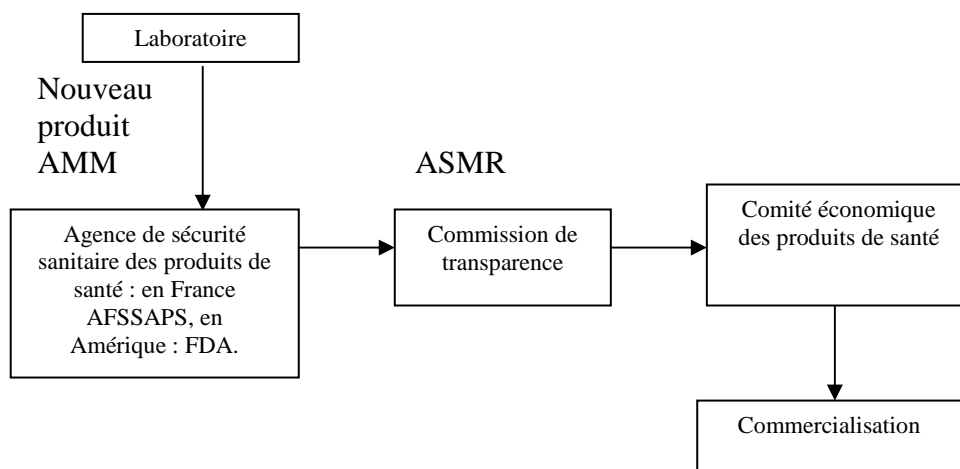 Laboratoire
Nouveau
produit
AMM
ASMR
Agence de sécurité
sanitaire des produits de
santé : en France
AFSSAPS, en
Amérique : FDA.
Commission de
transparence
Comité économique
des produits de santé
Commercialisation